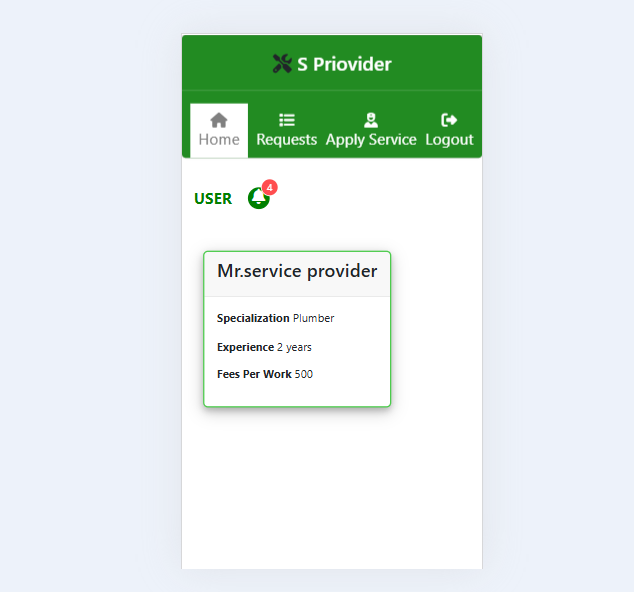 S Priovider
Home Requests Apply Service Logout
USER 4
Mr.service provider
Specialization Plumber
Experience 2 years
Fees Per Work 500